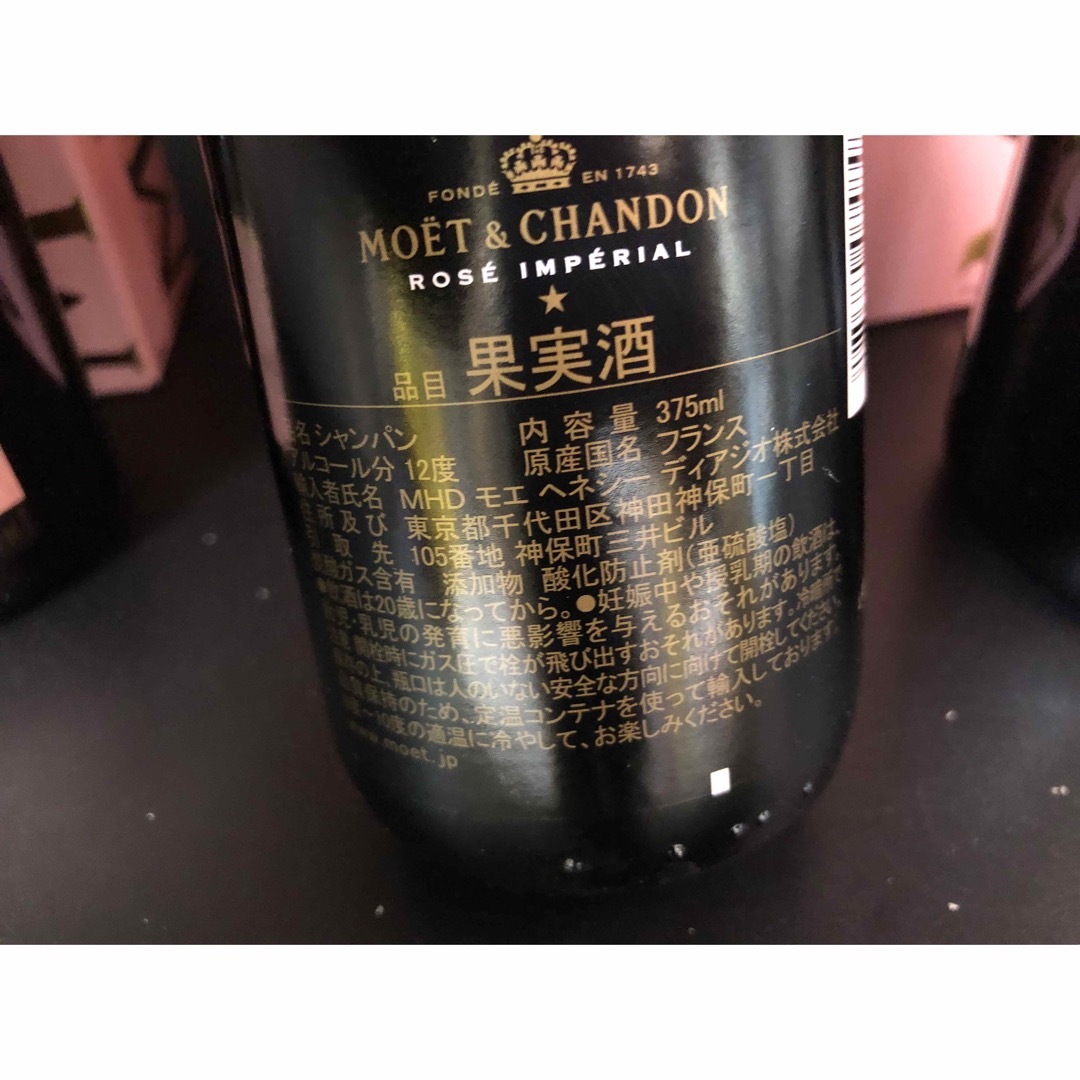 FONDÉ EN 1743
MOËT & CHANDON
ROSÉ IMPÉRIAL
品目 果実酒
名 シャンパン 内容量 375ml
アルコール分 12度 原産国名 フランス
輸入者氏名 MHD モエ ヘネシー ディアジオ株式会社
住所及び 東京都千代田区神田神保町一丁目
引取先 105番地 神保町三井ビル
ガス含有 添加物 酸化防止剤(亜硫酸塩)
飲酒は20歳になってから。●妊娠中や授乳期の飲酒は、
胎児・乳児の発育に悪影響を与えるおそれがあります。
開栓時にガス圧で栓が飛び出すおそれがあります。冷暗所で
の上、瓶口は人のいない安全な方向に向けて開栓してください。
品質保持のため、定温コンテナを使って輸入しております。
〜10度の適温に冷やして、お楽しみください。
www.moet.jp